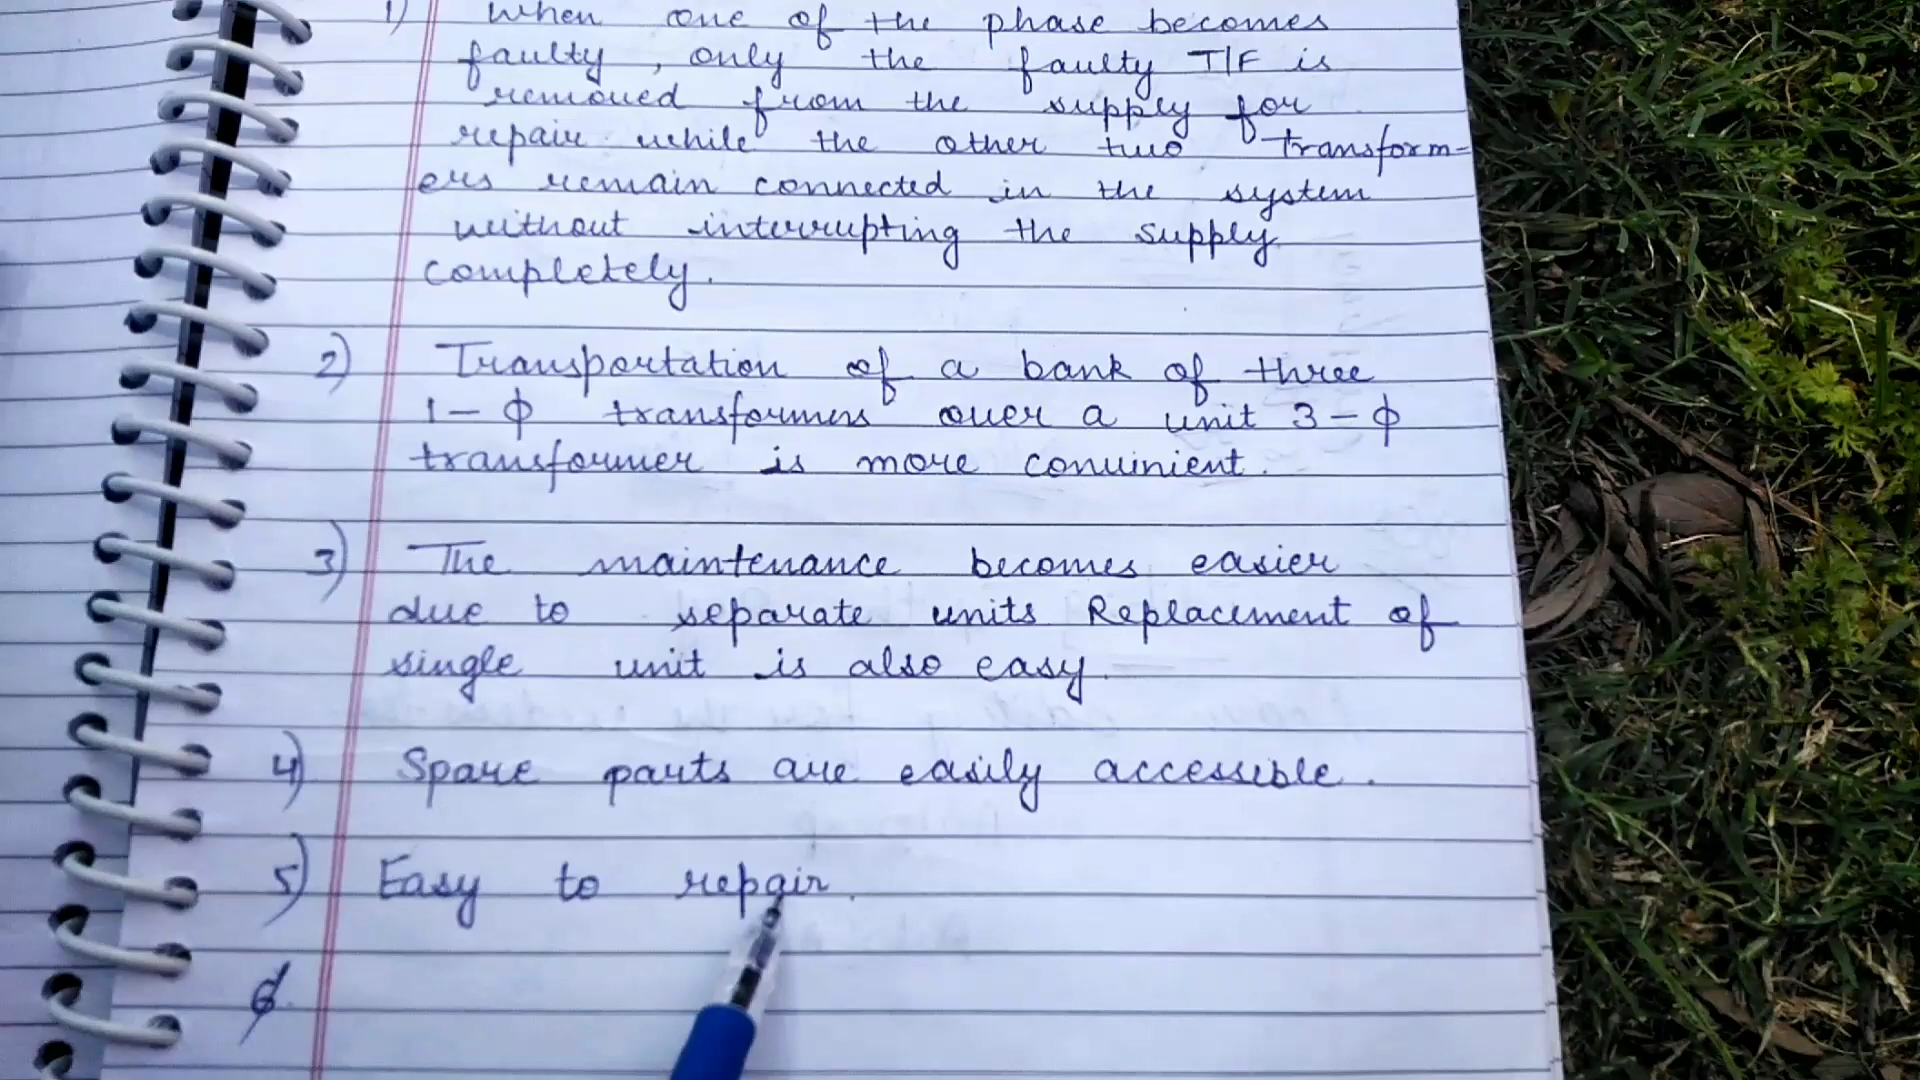 1) When one of the phase becomes
faulty, only the faulty T/F is
removed from the supply for
repair while the other two transform-
ers remain connected in the system
without interrupting the supply
completely.
2) Transportation of a bank of three
1-ϕ transformers over a unit 3-ϕ
transformer is more conuinient.
3) The maintenance becomes easier
due to separate units Replacement of
single unit is also easy.
4) Spare parts are easily accessible.
5) Easy to repair.
6